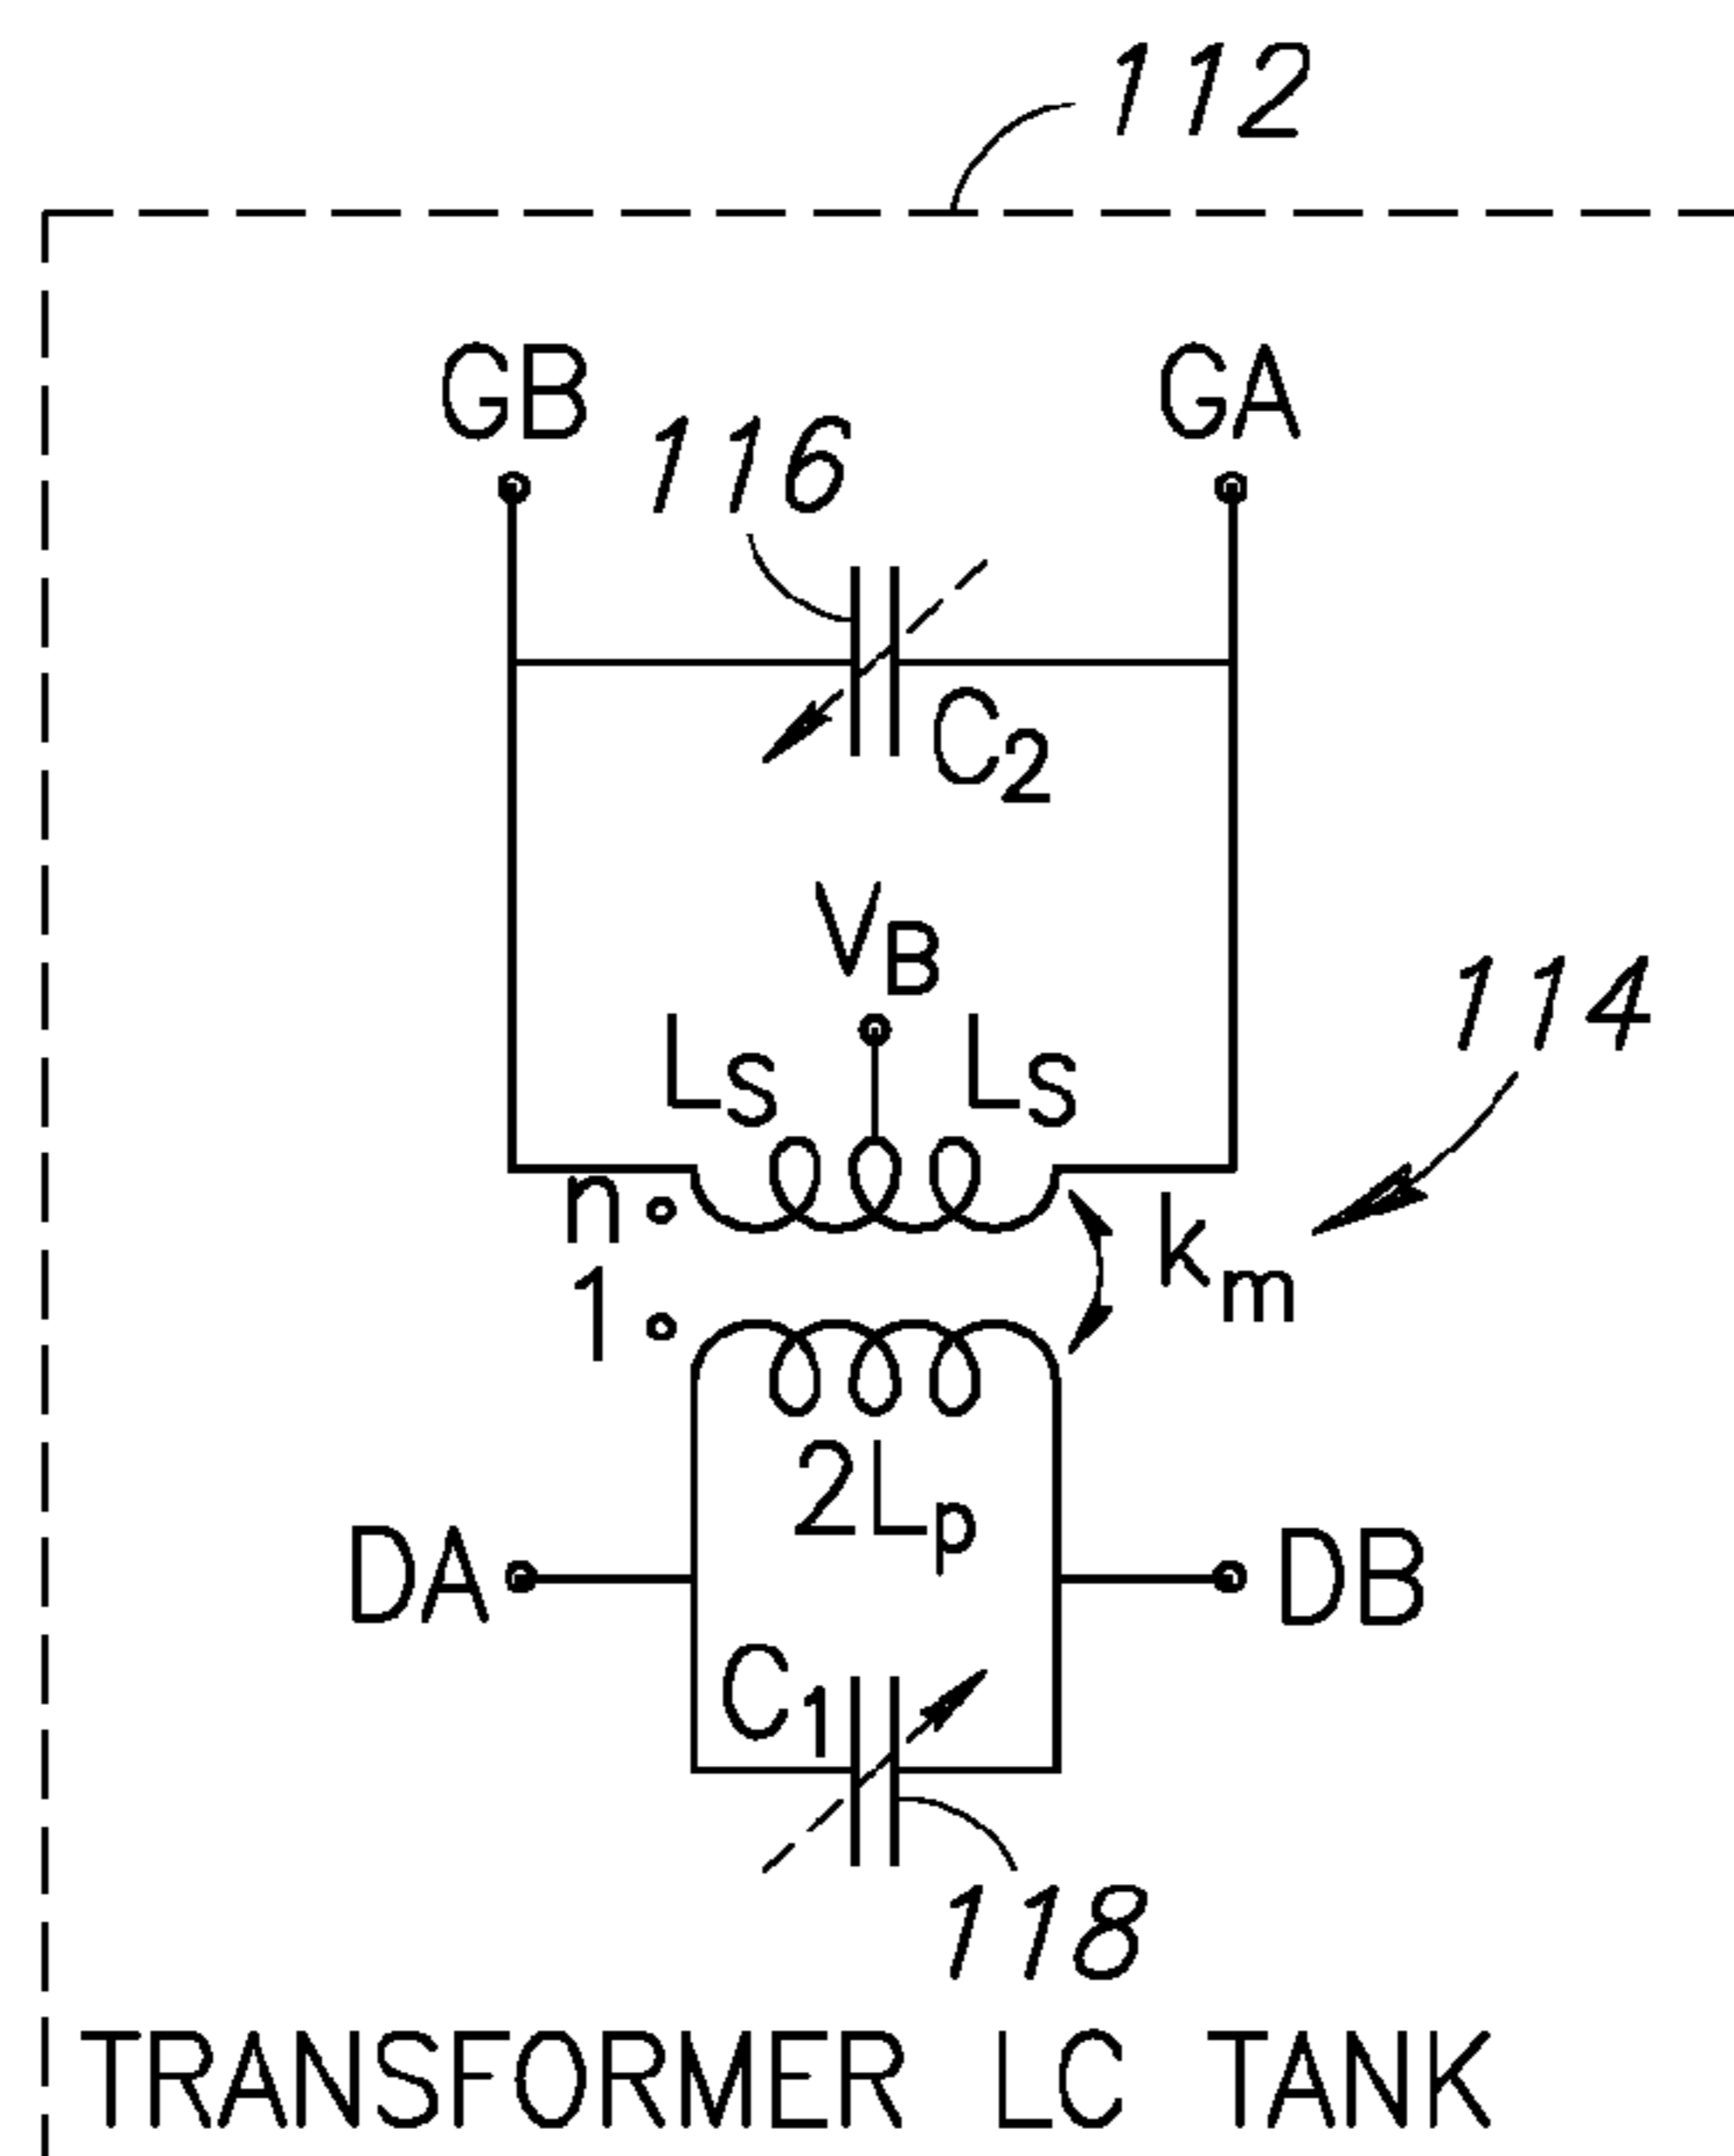 112
GB GA
116
C2
VB
114
LS LS
n
km
1
2Lp
DA DB
C1
118
TRANSFORMER LC TANK